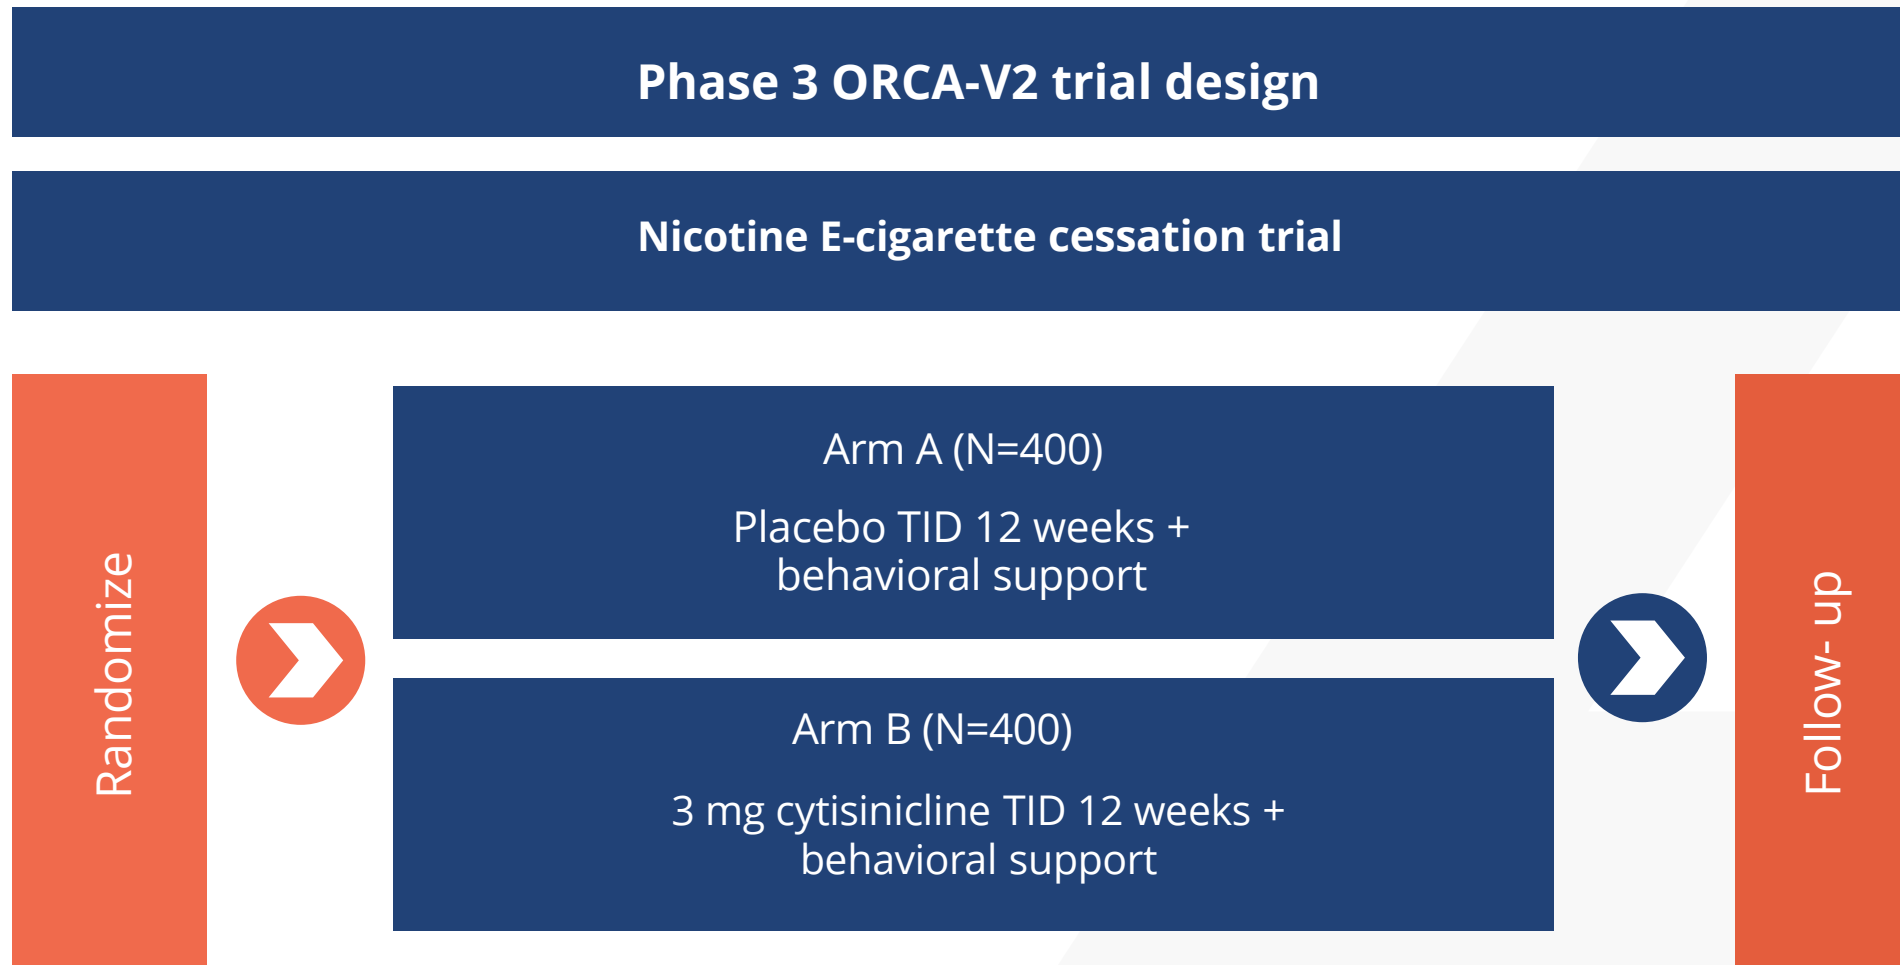 Phase 3 ORCA-V2 trial design
Nicotine E-cigarette cessation trial
Randomize
Arm A (N=400)
Placebo TID 12 weeks +
behavioral support
Arm B (N=400)
3 mg cytisinicline TID 12 weeks +
behavioral support
Follow- up